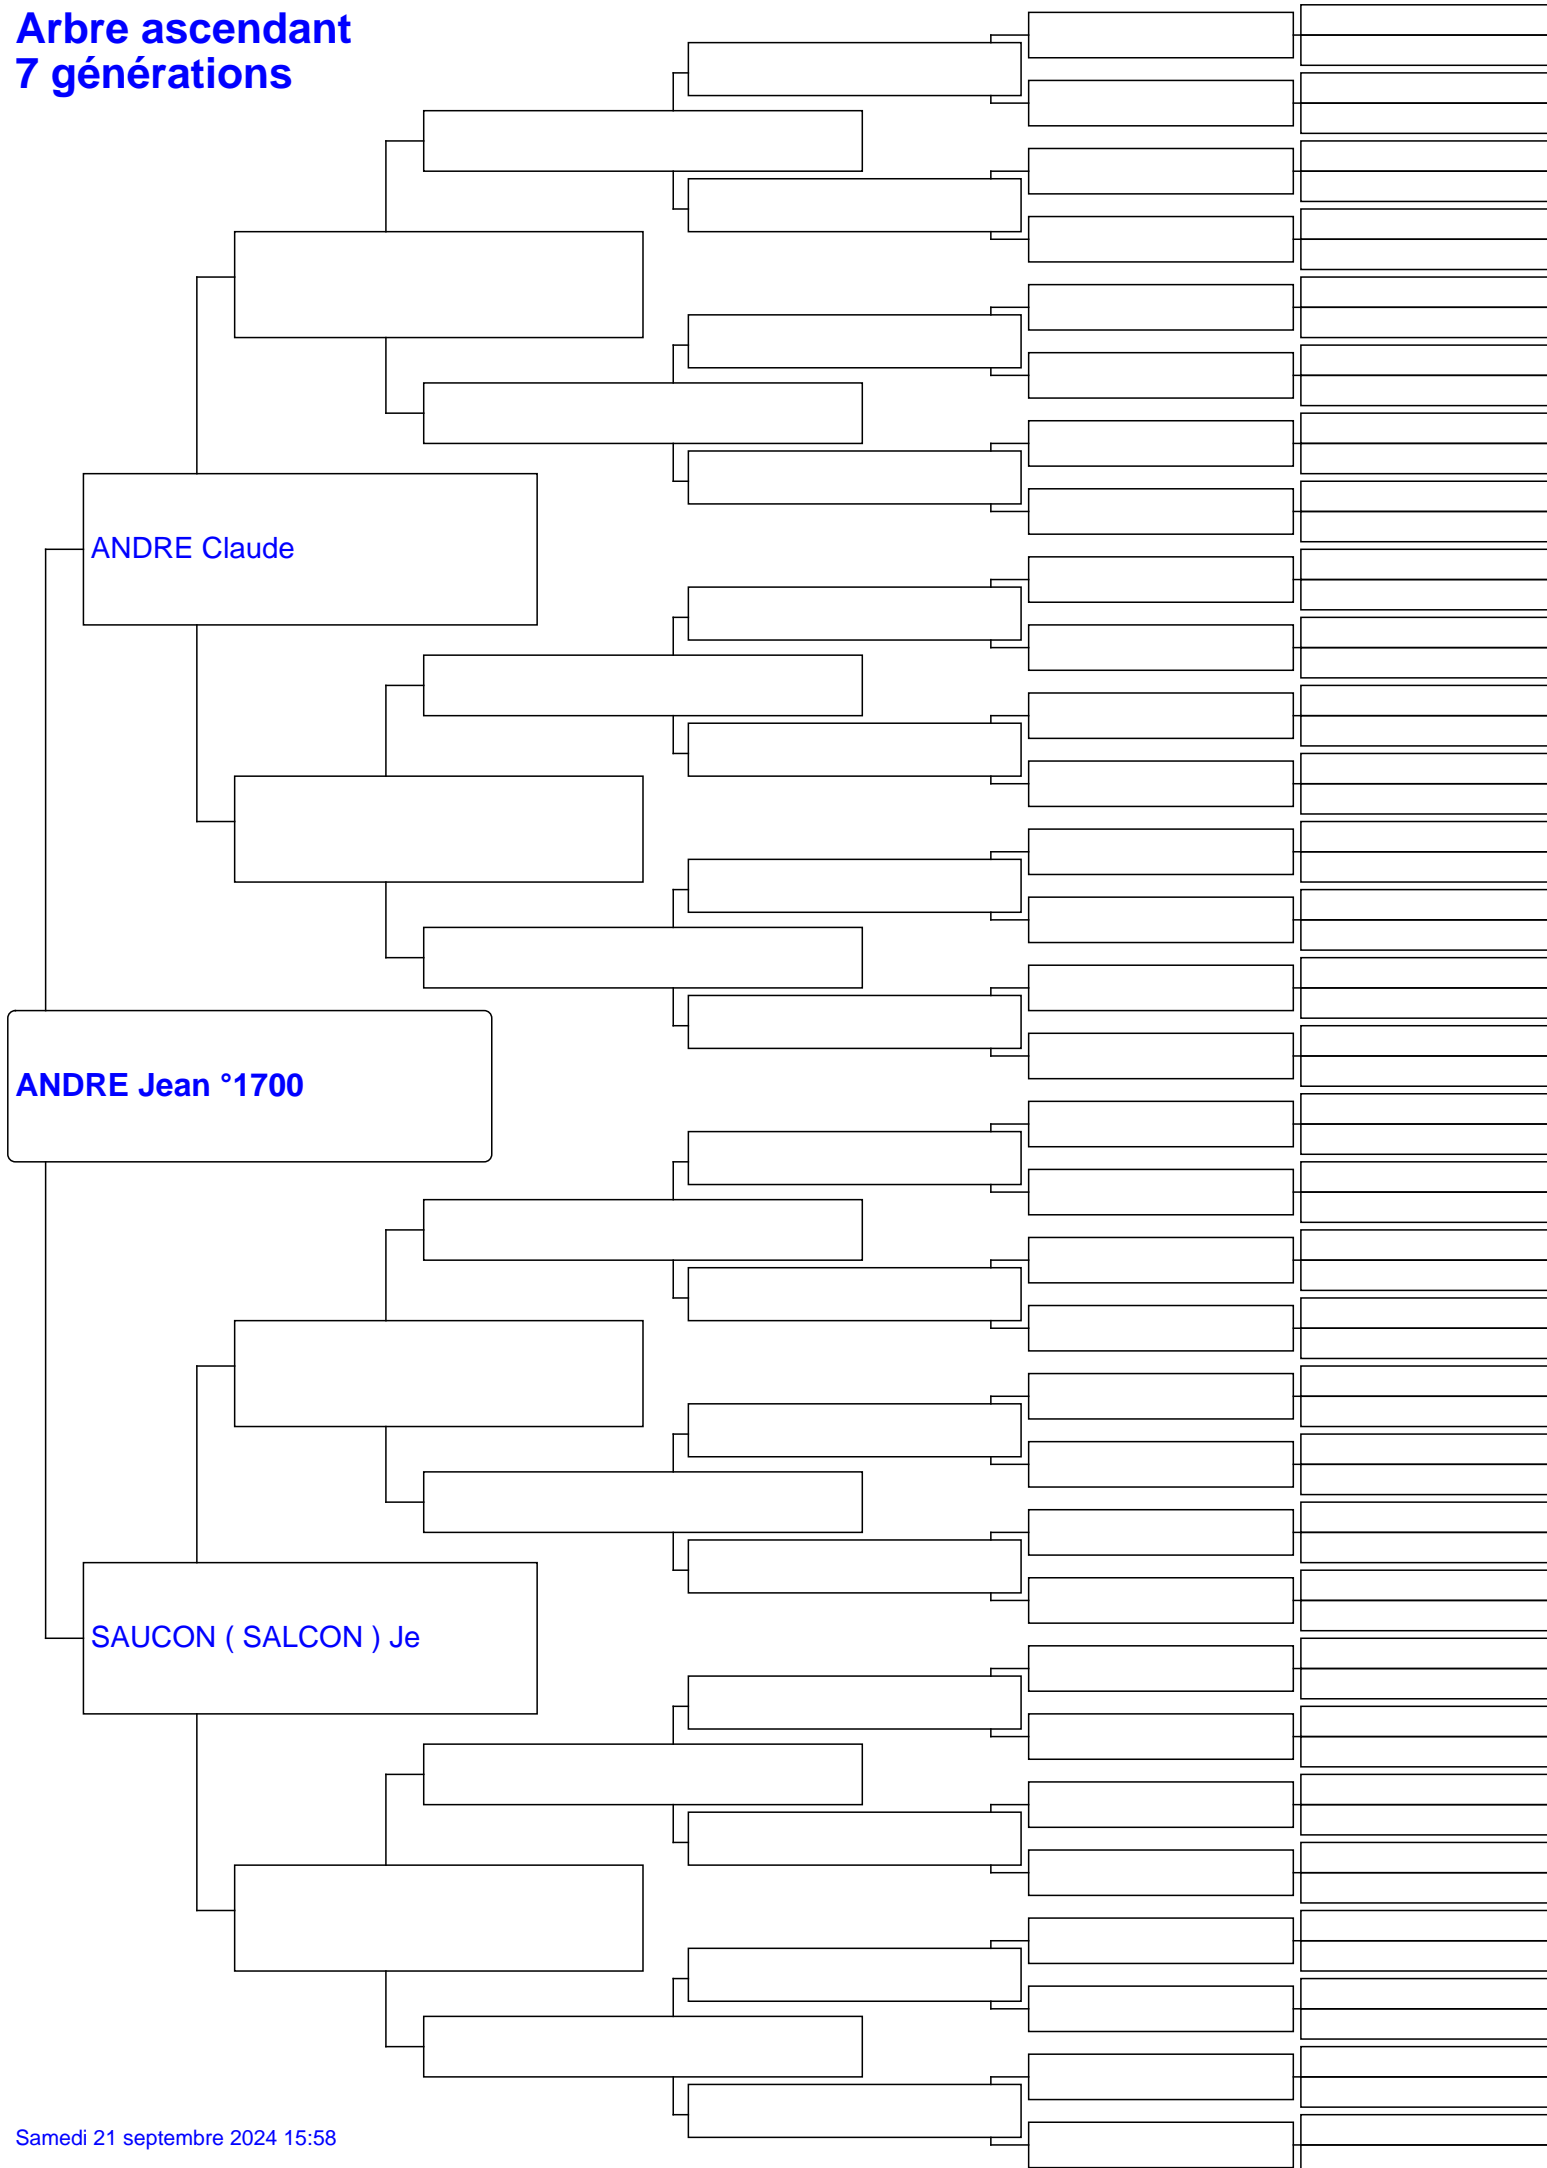 Arbre ascendant
7 générations
ANDRE Claude
ANDRE Jean °1700
SAUCON ( SALCON ) Je
Samedi 21 septembre 2024 15:58